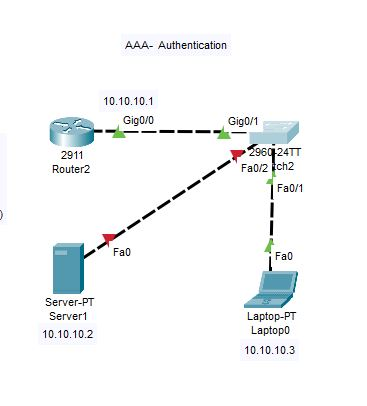 AAA- Authentication
10.10.10.1
Gig0/0
Gig0/1
2911
Router2
2960-24TT
Fa0/2
Fa0/1
)
Fa0
Fa0
Server-PT
Server1
10.10.10.2
Laptop-PT
Laptop0
10.10.10.3